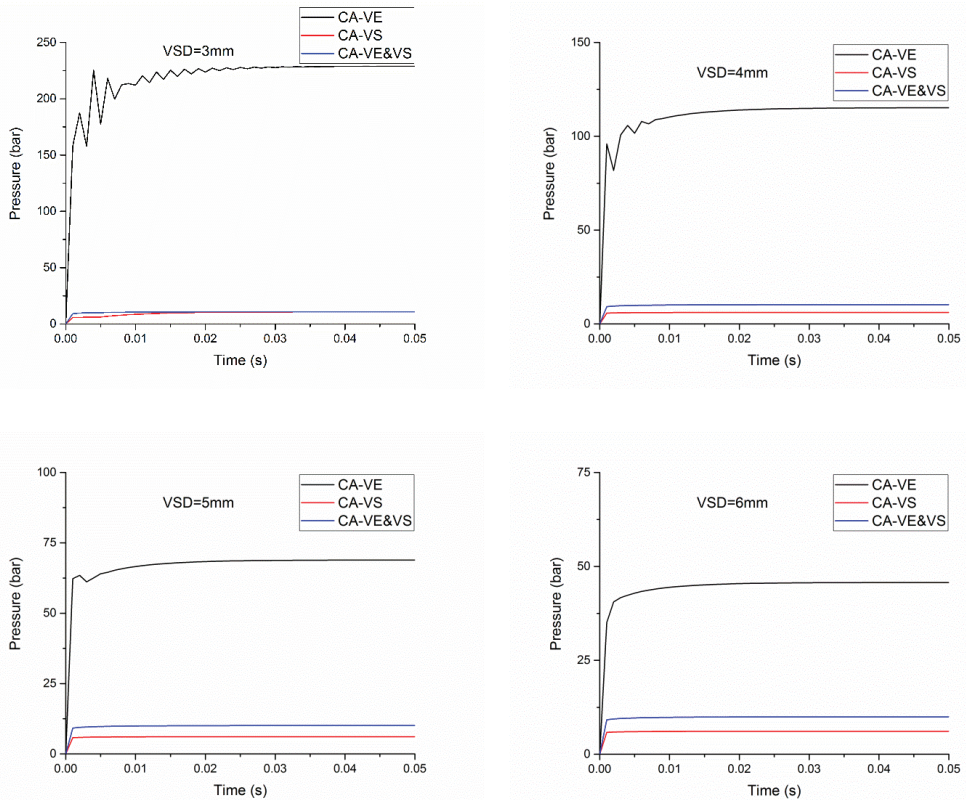 CA-VE
CA-VS
CA-VE&VS
VSD=3mm
250
200
150
100
50
0
Pressure (bar)
0.00 0.01 0.02 0.03 0.04 0.05
Time (s)
CA-VE
CA-VS
CA-VE&VS
VSD=4mm
150
100
50
0
Pressure (bar)
0.00 0.01 0.02 0.03 0.04 0.05
Time (s)
CA-VE
CA-VS
CA-VE&VS
VSD=5mm
100
75
50
25
0
Pressure (bar)
0.00 0.01 0.02 0.03 0.04 0.05
Time (s)
CA-VE
CA-VS
CA-VE&VS
VSD=6mm
75
50
25
0
Pressure (bar)
0.00 0.01 0.02 0.03 0.04 0.05
Time (s)